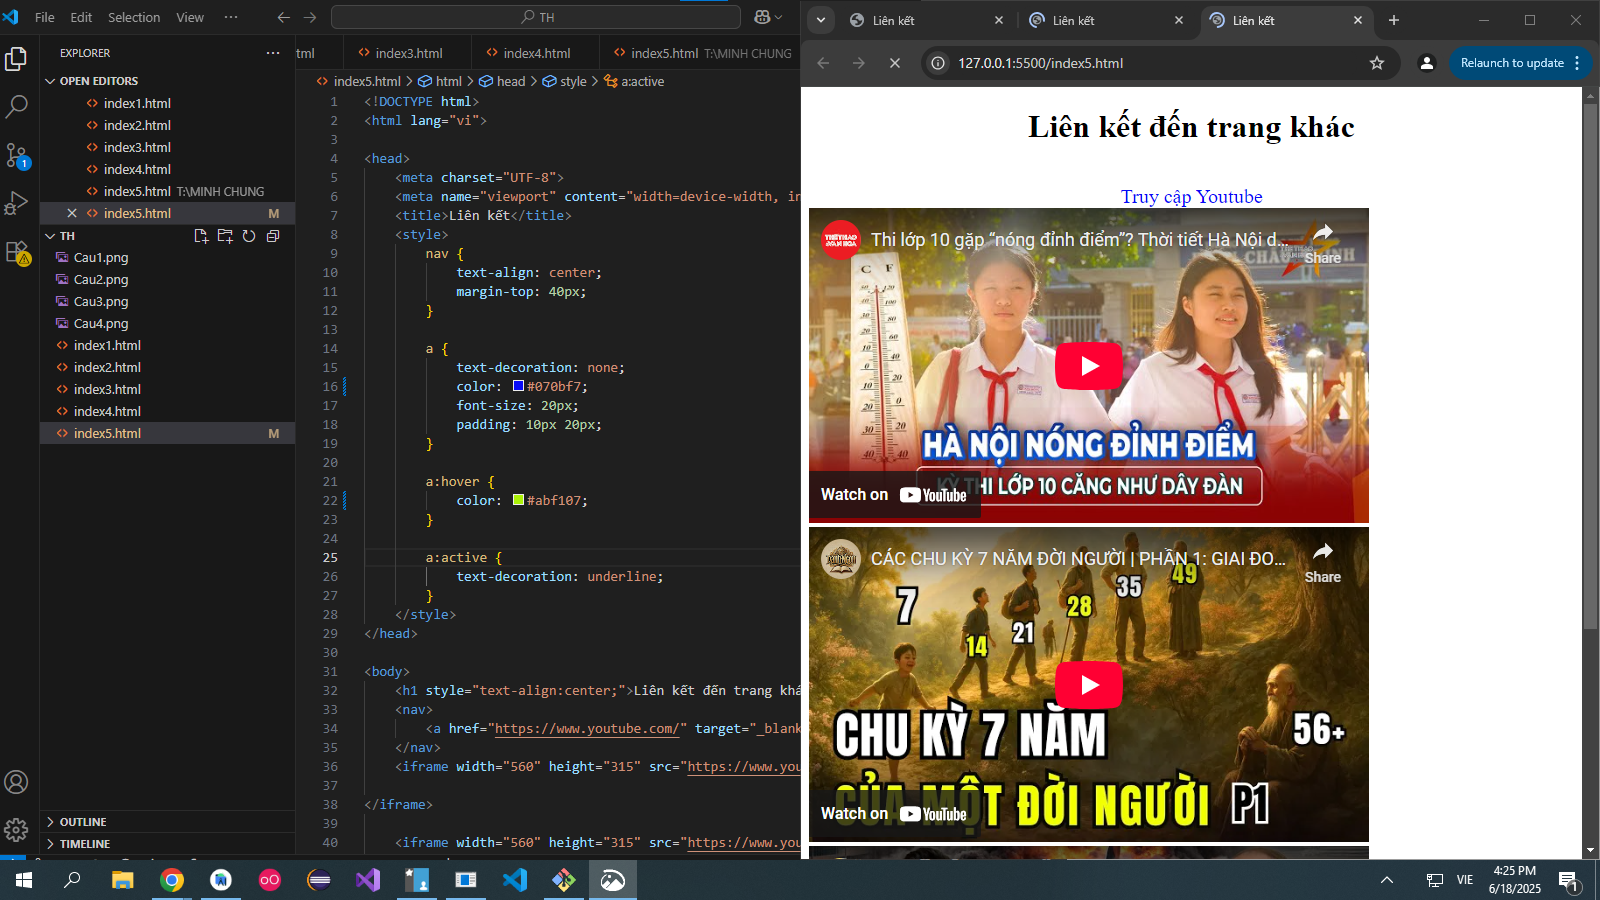 File Edit Selection View ··· TH
EXPLORER ···
OPEN EDITORS
index1.html
index2.html
index3.html
index4.html
index5.html T:\MINH CHUNG
index5.html M
TH
Cau1.png
Cau2.png
Cau3.png
Cau4.png
index1.html
index2.html
index3.html
index4.html
index5.html M
OUTLINE
TIMELINE
1
tml index3.html index4.html index5.html T:\MINH CHUNG
index5.html > html > head > style > a:active
1 <!DOCTYPE html>
2 <html lang="vi">
3
4 <head>
5 <meta charset="UTF-8">
6 <meta name="viewport" content="width=device-width, in
7 <title>Liên kết</title>
8 <style>
9 nav {
10 text-align: center;
11 margin-top: 40px;
12 }
13
14 a {
15 text-decoration: none;
16 color: #070bf7;
17 font-size: 20px;
18 padding: 10px 20px;
19 }
20
21 a:hover {
22 color: #abf107;
23 }
24
25 a:active {
26 text-decoration: underline;
27 }
28 </style>
29 </head>
30
31 <body>
32 <h1 style="text-align:center;">Liên kết đến trang khá
33 <nav>
34 <a href="https://www.youtube.com/" target="_blank
35 </nav>
36 <iframe width="560" height="315" src="https://www.you
37
38 </iframe>
39
40 <iframe width="560" height="315" src="https://www.you
Liên kết Liên kết Liên kết
127.0.0.1:5500/index5.html
Relaunch to update
Liên kết đến trang khác
Truy cập Youtube
Thi lớp 10 gặp “nóng đỉnh điểm”? Thời tiết Hà Nội d...
Share
C F
HÀ NỘI NÓNG ĐỈNH ĐIỂM
KỲ THI LỚP 10 CĂNG NHƯ DÂY ĐÀN
Watch on YouTube
CÁC CHU KỲ 7 NĂM ĐỜI NGƯỜI | PHẦN 1: GIAI ĐO...
Share
7
14
21
28
35
49
56+
CHU KỲ 7 NĂM
CỦA MỘT ĐỜI NGƯỜI P1
Watch on YouTube
VIE
4:25 PM
6/18/2025
1